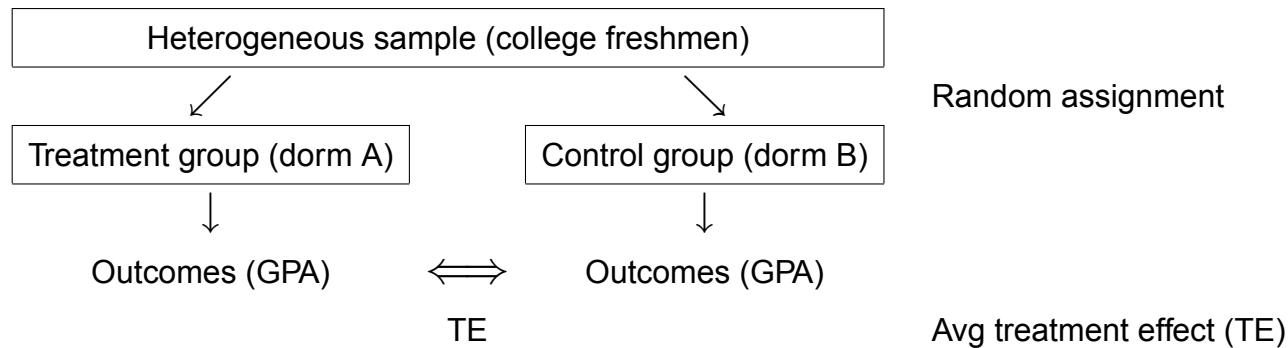 Heterogeneous sample (college freshmen)
Random assignment
Treatment group (dorm A) Control group (dorm B)
Outcomes (GPA) ⟺ Outcomes (GPA)
TE Avg treatment effect (TE)